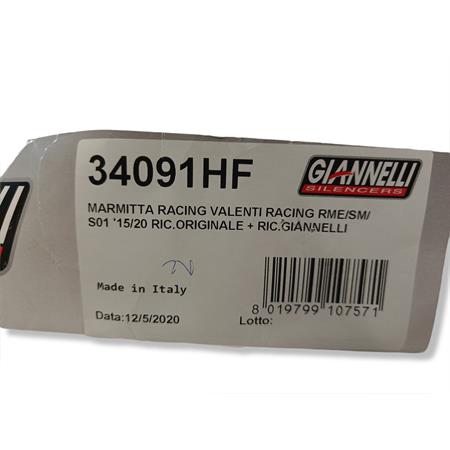 34091HF
GIANNELLI
SILENCERS
MARMITTA RACING VALENTI RACING RME/SM/
S01 '15/20 RIC.ORIGINALE + RIC.GIANNELLI
Made in Italy
8 019799 107571
Data:12/5/2020
Lotto: